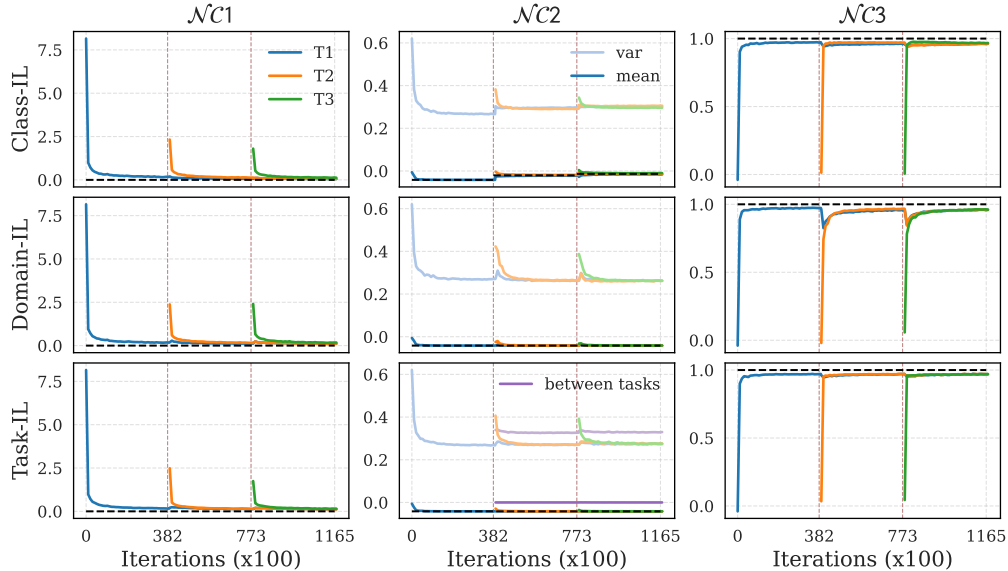 𝒩𝒞1 𝒩𝒞2 𝒩𝒞3
Class-IL
7.5
5.0
2.5
0.0
T1
T2
T3
0.6
0.4
0.2
0.0
var
mean
1.0
0.5
0.0
Domain-IL
7.5
5.0
2.5
0.0
0.6
0.4
0.2
0.0
1.0
0.5
0.0
Task-IL
7.5
5.0
2.5
0.0
0.6
0.4
0.2
0.0
between tasks
1.0
0.5
0.0
0 382 773 1165
0 382 773 1165
0 382 773 1165
Iterations (x100) Iterations (x100) Iterations (x100)